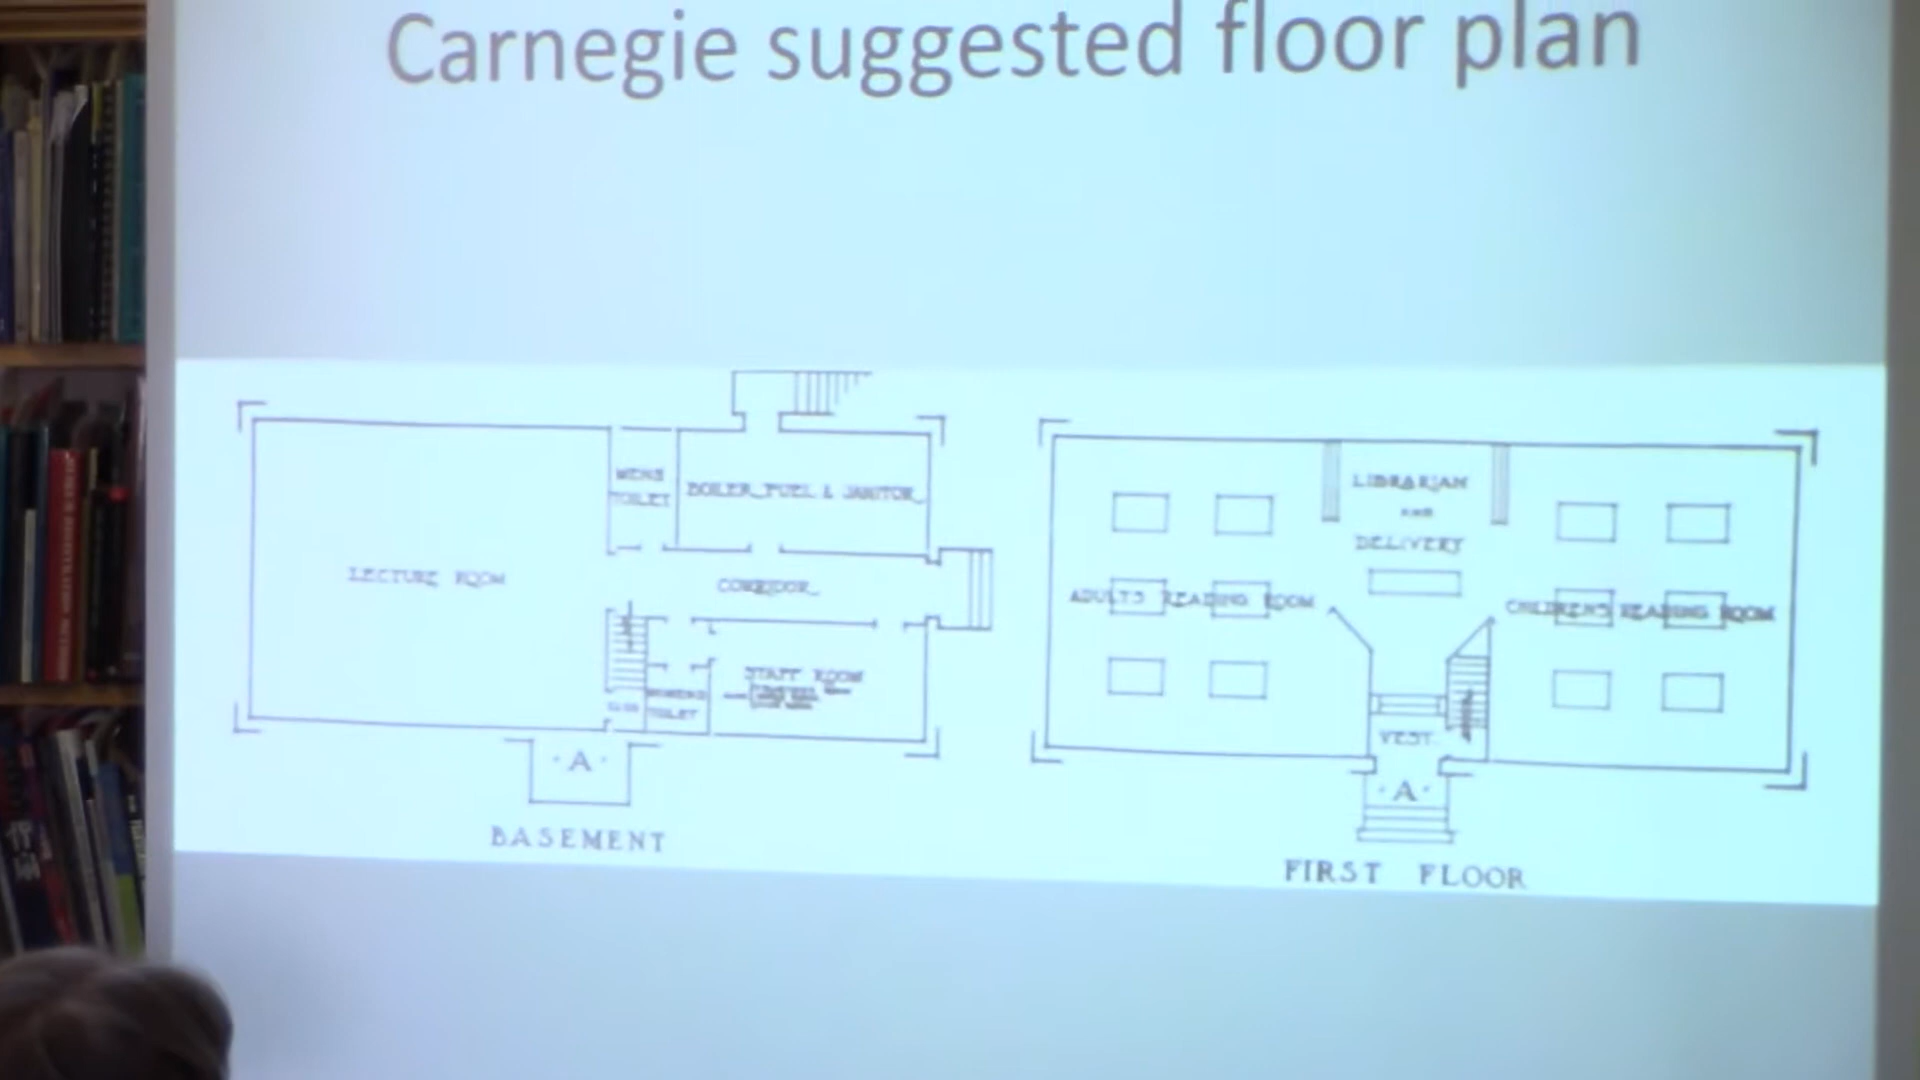 Carnegie suggested floor plan
MENS
TOILET
BOILER, FUEL & JANITOR
LECTURE ROOM
CORRIDOR
STAFF ROOM
WOMENS
TOILET
· A ·
BASEMENT
LIBRARIAN
AND
DELIVERY
ADULTS READING ROOM
CHILDREN'S READING ROOM
VEST.
· A ·
FIRST FLOOR